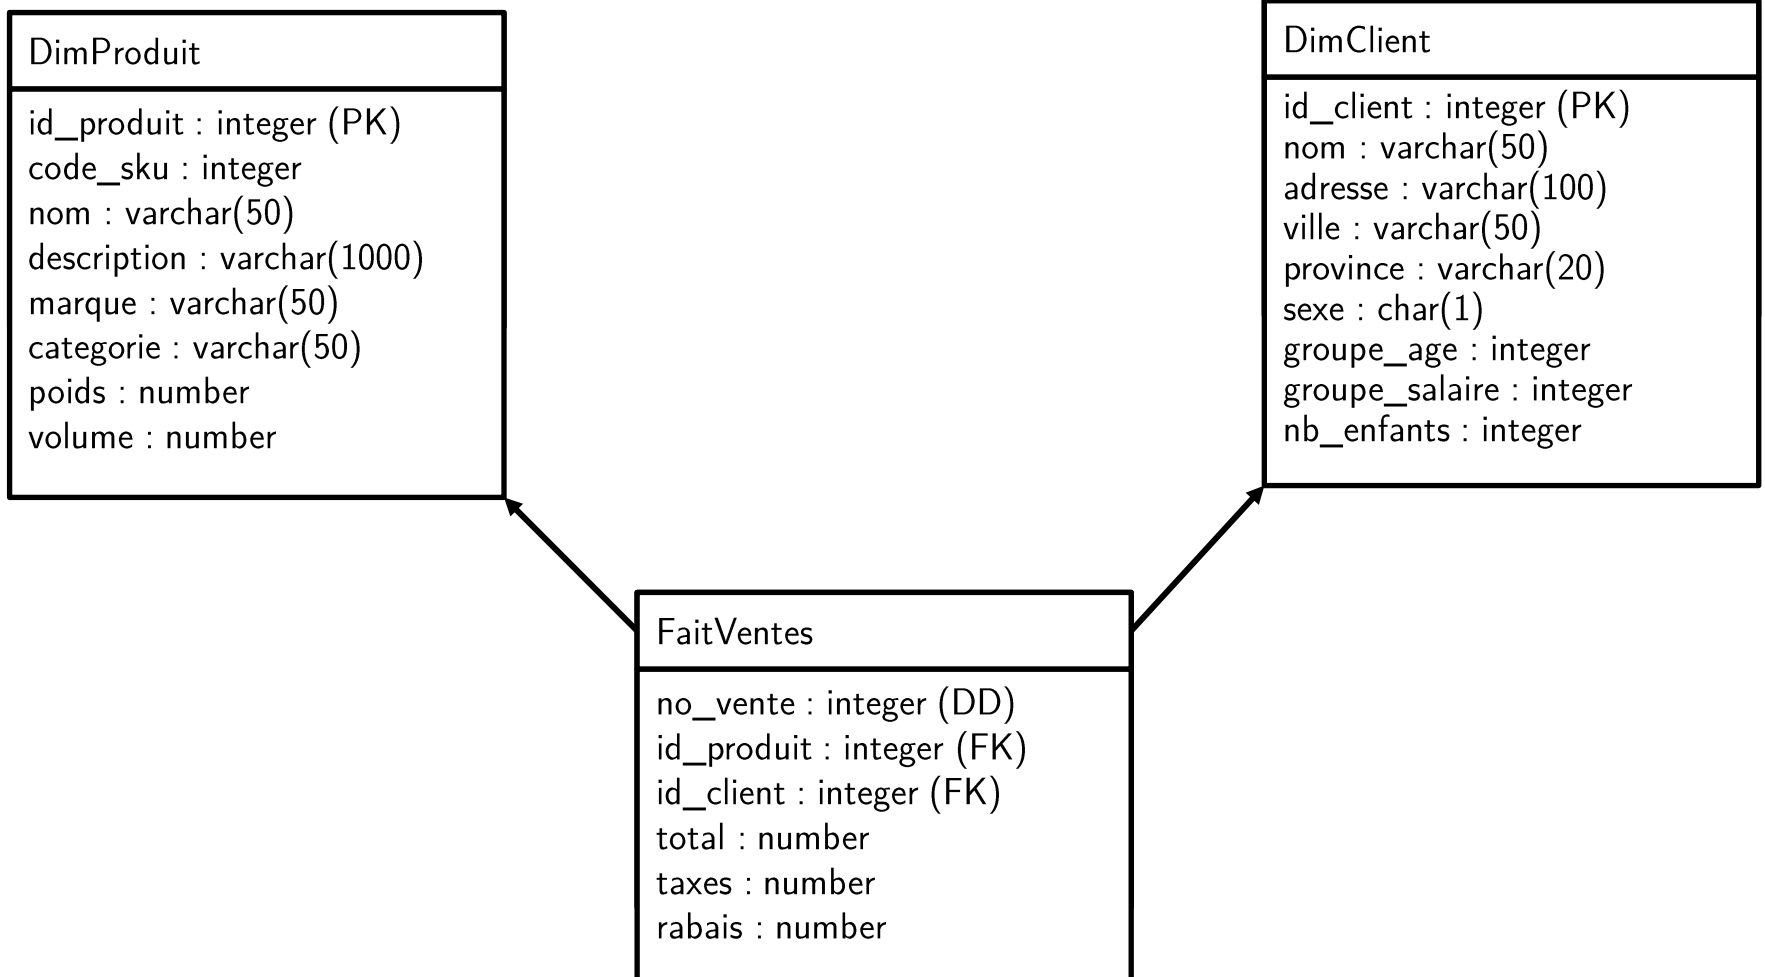 DimProduit
id_produit : integer (PK)
code_sku : integer
nom : varchar(50)
description : varchar(1000)
marque : varchar(50)
categorie : varchar(50)
poids : number
volume : number
DimClient
id_client : integer (PK)
nom : varchar(50)
adresse : varchar(100)
ville : varchar(50)
province : varchar(20)
sexe : char(1)
groupe_age : integer
groupe_salaire : integer
nb_enfants : integer
FaitVentes
no_vente : integer (DD)
id_produit : integer (FK)
id_client : integer (FK)
total : number
taxes : number
rabais : number